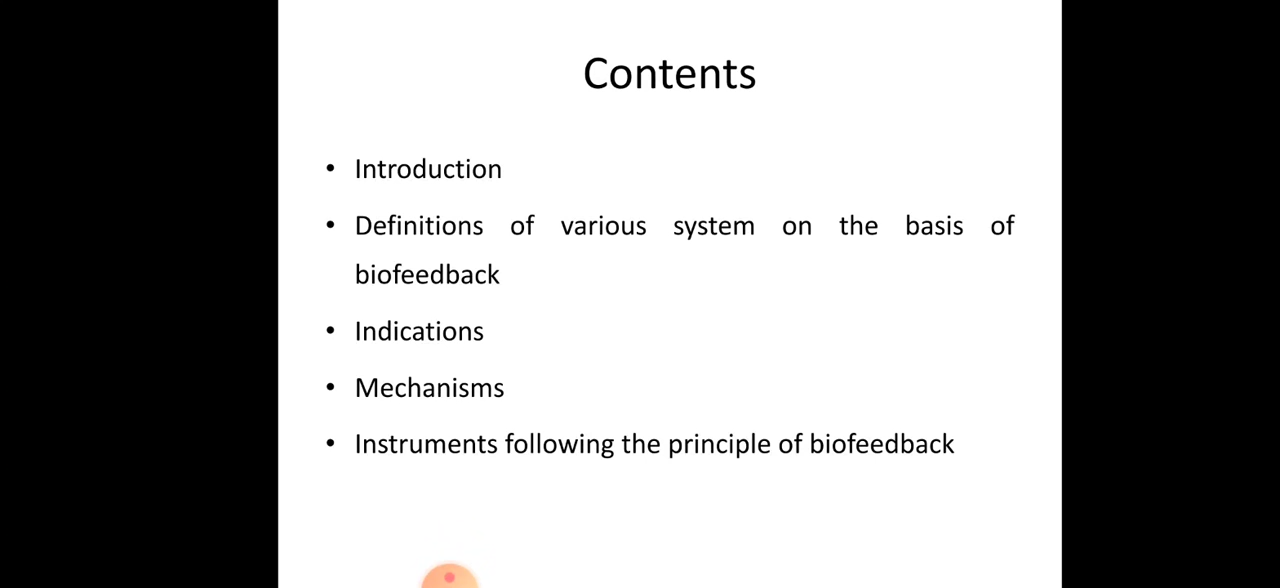 Contents
• Introduction
• Definitions of various system on the basis of
biofeedback
• Indications
• Mechanisms
• Instruments following the principle of biofeedback